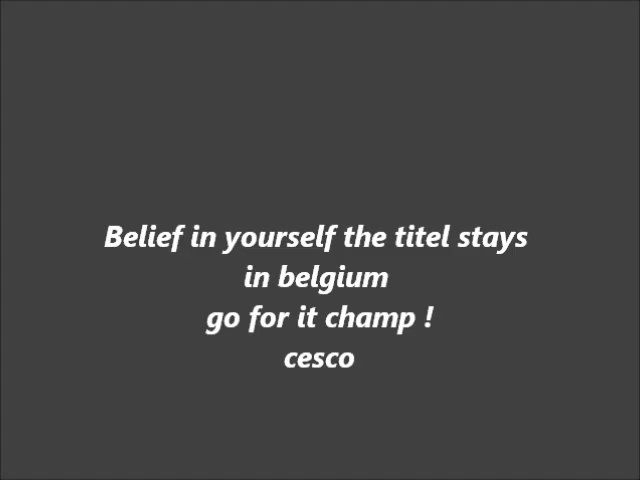 Belief in yourself the titel stays
in belgium
go for it champ !
cesco